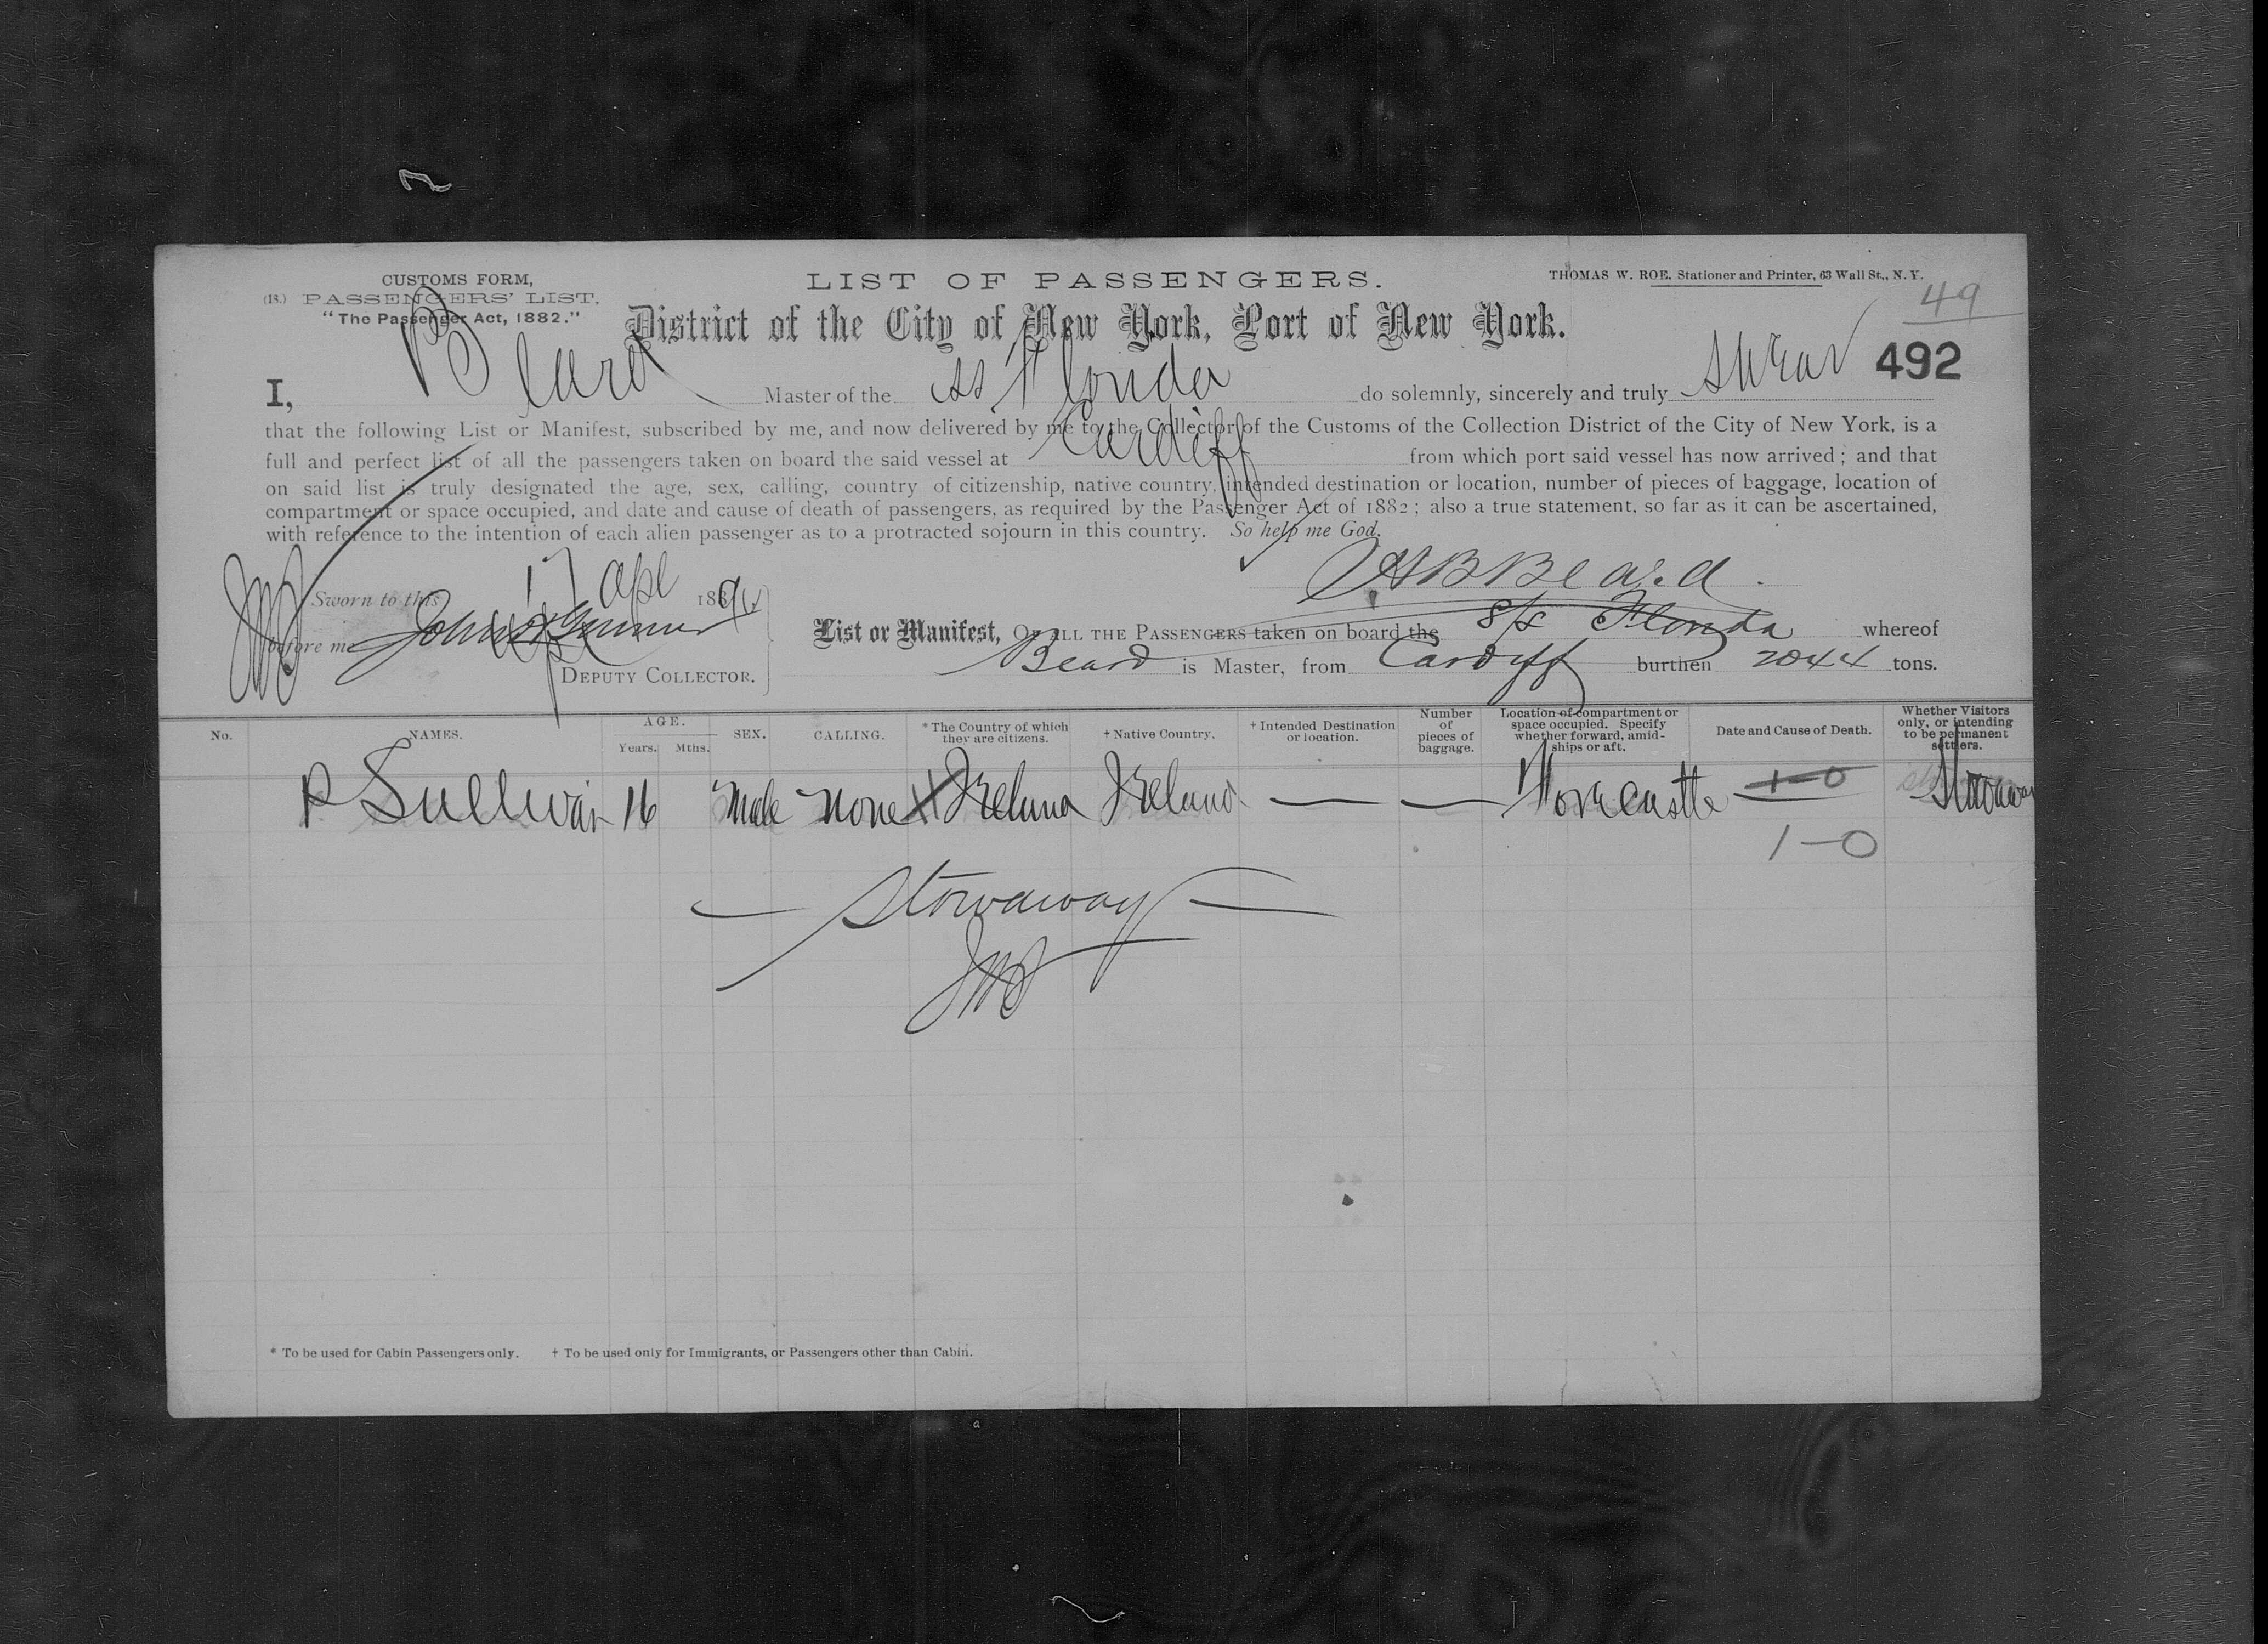 CUSTOMS FORM,
(18.) PASSENGERS' LIST.
"The Passenger Act, 1882."
LIST OF PASSENGERS.
THOMAS W. ROE. Stationer and Printer, 63 Wall St., N. Y.
49
District of the City of New York, Port of New York.
492
I, Beard Master of the ss Florida do solemnly, sincerely and truly swear
that the following List or Manifest, subscribed by me, and now delivered by me to the Collector of the Customs of the Collection District of the City of New York, is a
full and perfect list of all the passengers taken on board the said vessel at Cardiff from which port said vessel has now arrived; and that
on said list is truly designated the age, sex, calling, country of citizenship, native country, intended destination or location, number of pieces of baggage, location of
compartment or space occupied, and date and cause of death of passengers, as required by the Passenger Act of 1882; also a true statement, so far as it can be ascertained,
with reference to the intention of each alien passenger as to a protracted sojourn in this country. So help me God.
Beard.
Sworn to this 17 Apl 18
before me John
DEPUTY COLLECTOR.
List or Manifest, OF ALL THE PASSENGERS taken on board the S/S Florida whereof
Beard is Master, from Cardiff burthen 2044 tons.
No. NAMES. AGE. Years. Mths. SEX. CALLING. * The Country of which they are citizens. † Native Country. † Intended Destination or location. Number of pieces of baggage. Location of compartment or space occupied. Specify whether forward, amidships or aft. Date and Cause of Death. Whether Visitors only, or intending to be permanent settlers.
P Sullivan 16 Male None Ireland Ireland — — Forecastle 1-0 Stowaway
1-0
— Stowaway —
* To be used for Cabin Passengers only. † To be used only for Immigrants, or Passengers other than Cabin.